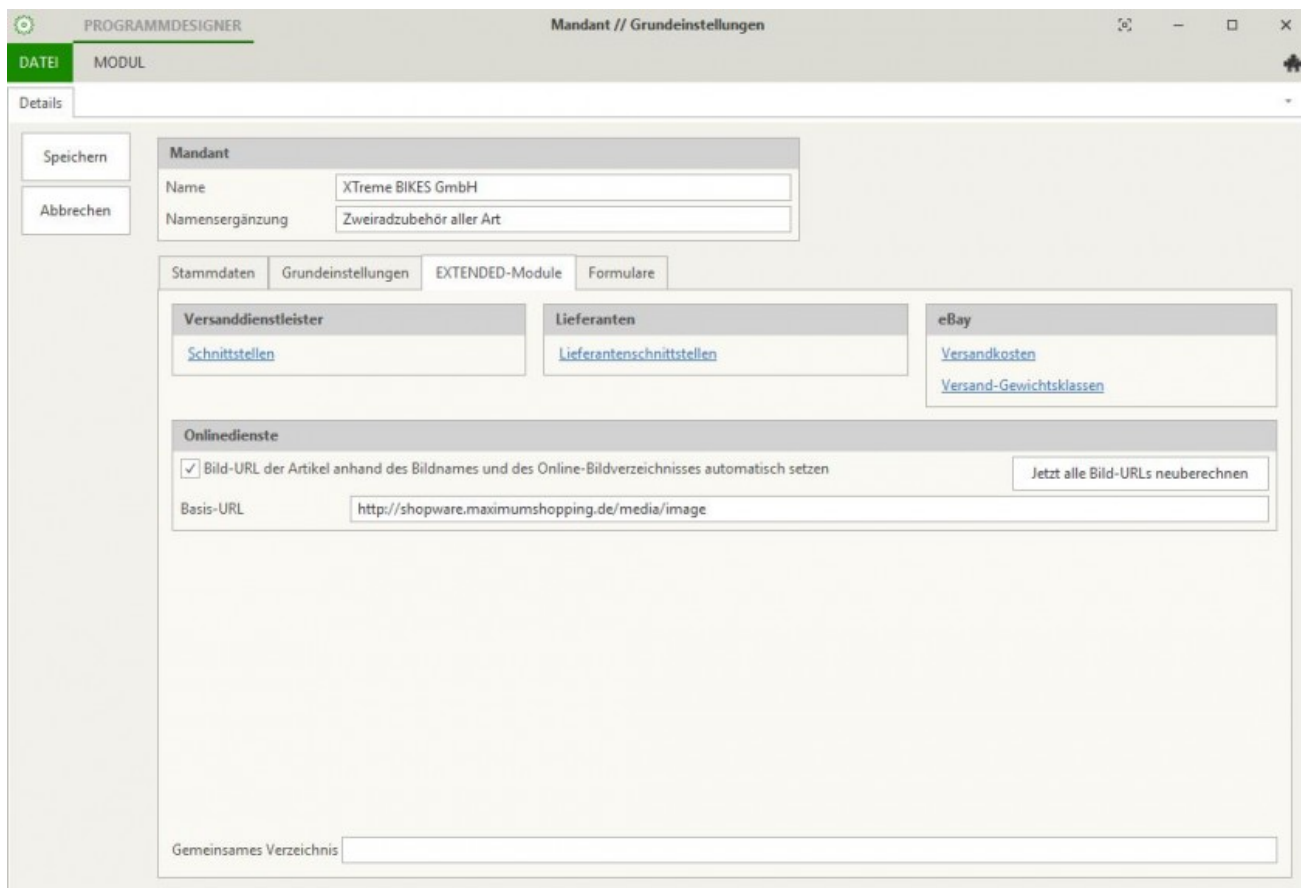 PROGRAMMDESIGNER
Mandant // Grundeinstellungen
DATEI MODUL
Details
Speichern
Abbrechen
Mandant
Name XTreme BIKES GmbH
Namensergänzung Zweiradzubehör aller Art
Stammdaten Grundeinstellungen EXTENDED-Module Formulare
Versanddienstleister Lieferanten eBay
Schnittstellen Lieferantenschnittstellen Versandkosten
Versand-Gewichtsklassen
Onlinedienste
Bild-URL der Artikel anhand des Bildnames und des Online-Bildverzeichnisses automatisch setzen
Jetzt alle Bild-URLs neuberechnen
Basis-URL http://shopware.maximumshopping.de/media/image
Gemeinsames Verzeichnis